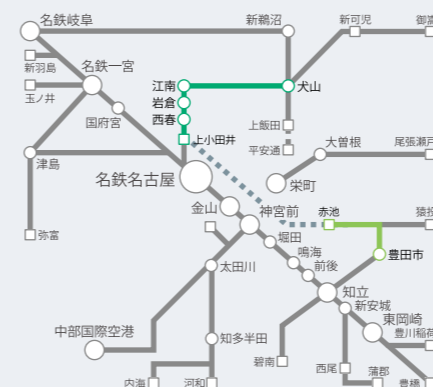 名鉄岐阜
新鵜沼
新可児
御嵩
新羽島
名鉄一宮
江南
犬山
玉ノ井
岩倉
国府宮
西春
上飯田
上小田井
平安通
大曽根
尾張瀬戸
津島
名鉄名古屋
栄町
金山
神宮前
赤池
猿投
弥富
堀田
鳴海
豊田市
太田川
前後
知立
新安城
中部国際空港
東岡崎
知多半田
豊川稲荷
碧南
西尾
蒲郡
内海
河和
豊橋